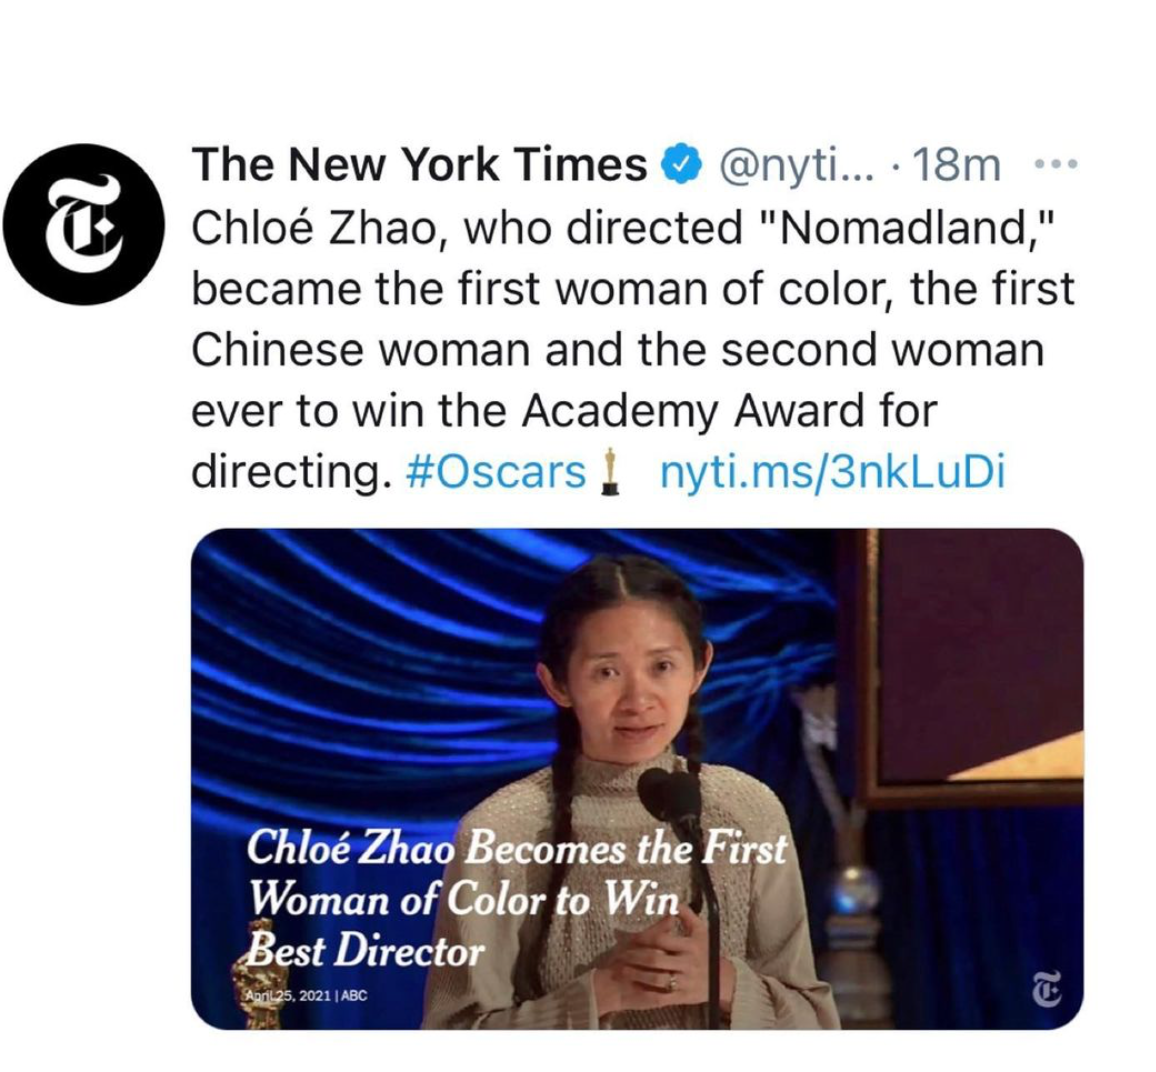 The New York Times @nyti... · 18m
Chloé Zhao, who directed "Nomadland,"
became the first woman of color, the first
Chinese woman and the second woman
ever to win the Academy Award for
directing. #Oscars nyti.ms/3nkLuDi
Chloé Zhao Becomes the First
Woman of Color to Win
Best Director
April 25, 2021 | ABC